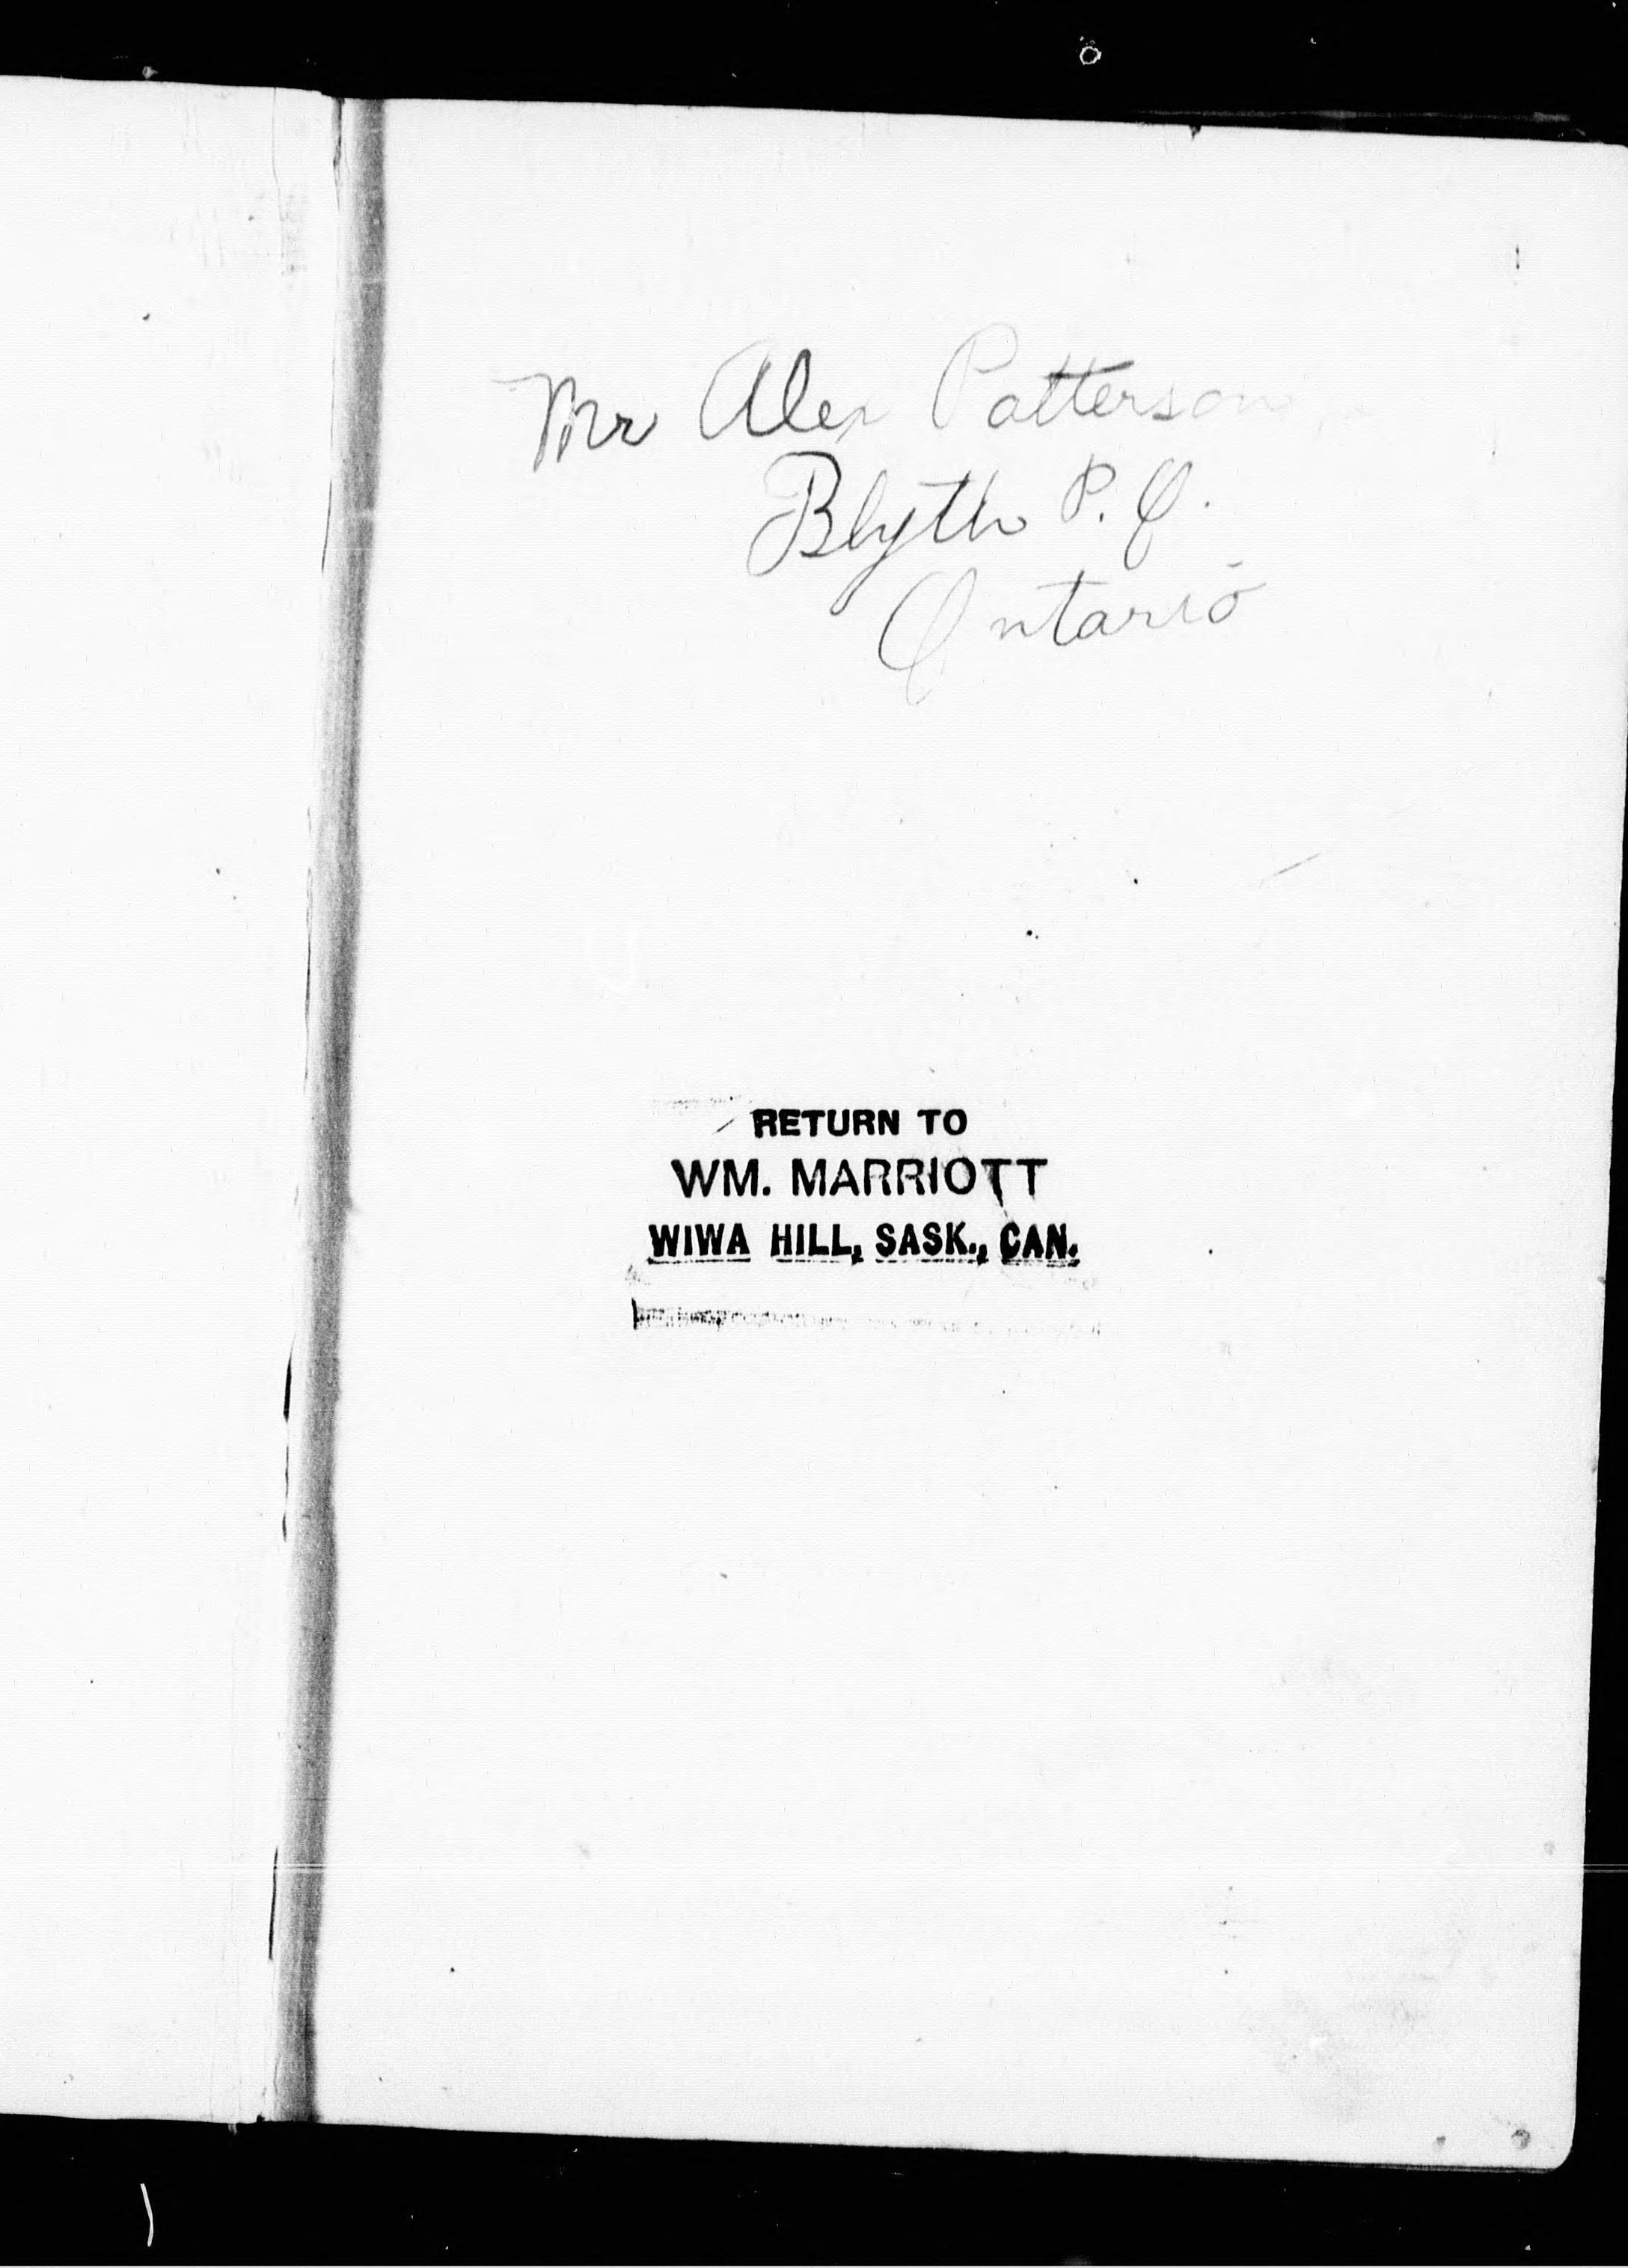 Mr Alex Patterson
Blyth P. O.
Ontario
RETURN TO
WM. MARRIOTT
WIWA HILL, SASK., CAN.